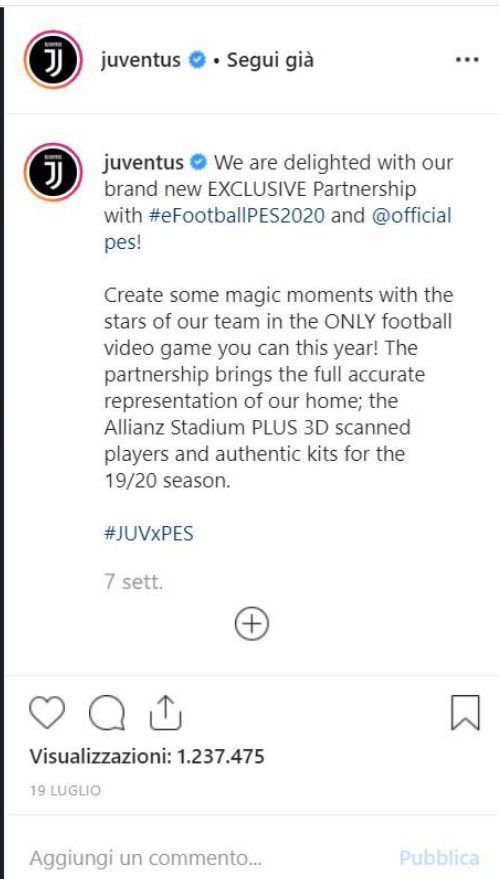 juventus • Segui già
juventus We are delighted with our
brand new EXCLUSIVE Partnership
with #eFootballPES2020 and @official
pes!
Create some magic moments with the
stars of our team in the ONLY football
video game you can this year! The
partnership brings the full accurate
representation of our home; the
Allianz Stadium PLUS 3D scanned
players and authentic kits for the
19/20 season.
#JUVxPES
7 sett.
Visualizzazioni: 1.237.475
19 LUGLIO
Aggiungi un commento... Pubblica